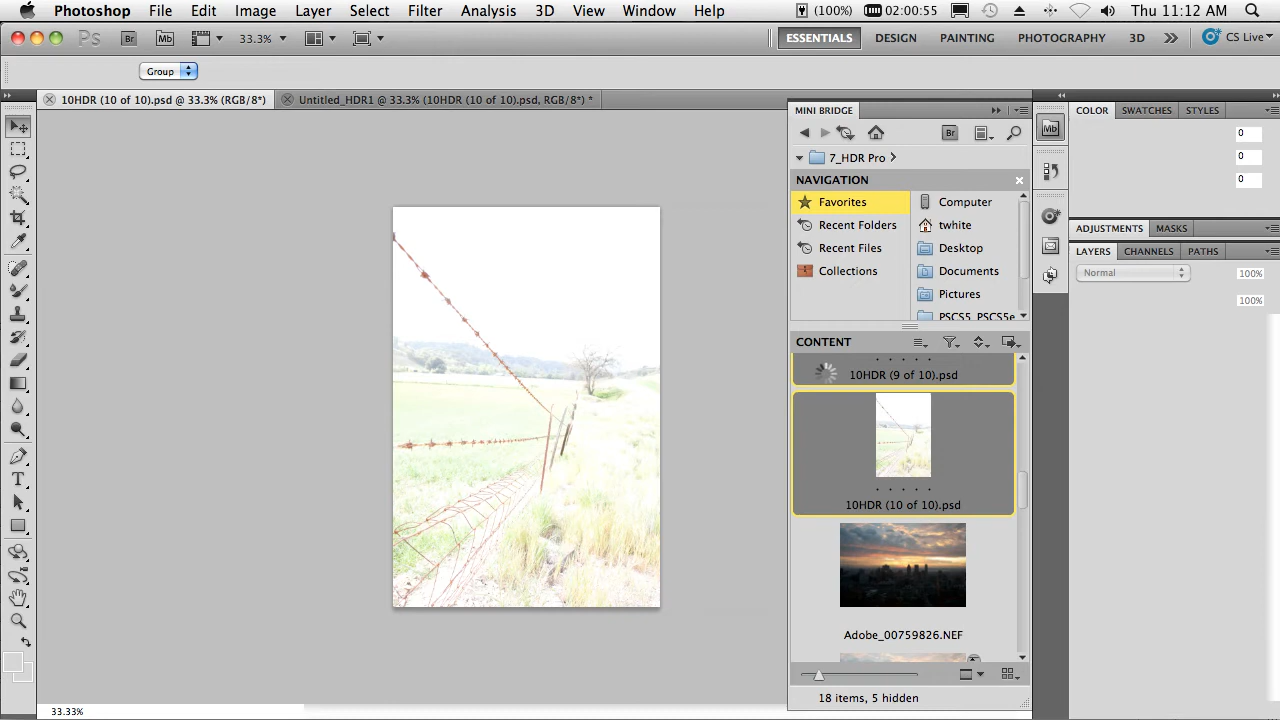 Photoshop File Edit Image Layer Select Filter Analysis 3D View Window Help (100%) 02:00:55 Thu 11:12 AM
Ps Br Mb 33.3% ESSENTIALS DESIGN PAINTING PHOTOGRAPHY 3D CS Live
Group
10HDR (10 of 10).psd @ 33.3% (RGB/8*) Untitled_HDR1 @ 33.3% (10HDR (10 of 10).psd, RGB/8*) *
MINI BRIDGE
Br
7_HDR Pro
NAVIGATION
Favorites
Recent Folders
Recent Files
Collections
Computer
twhite
Desktop
Documents
Pictures
PSCS5_PSCS5e
CONTENT
10HDR (9 of 10).psd
10HDR (10 of 10).psd
Adobe_00759826.NEF
18 items, 5 hidden
Mb
COLOR SWATCHES STYLES
0
0
0
ADJUSTMENTS MASKS
LAYERS CHANNELS PATHS
Normal 100%
100%
T
33.33%